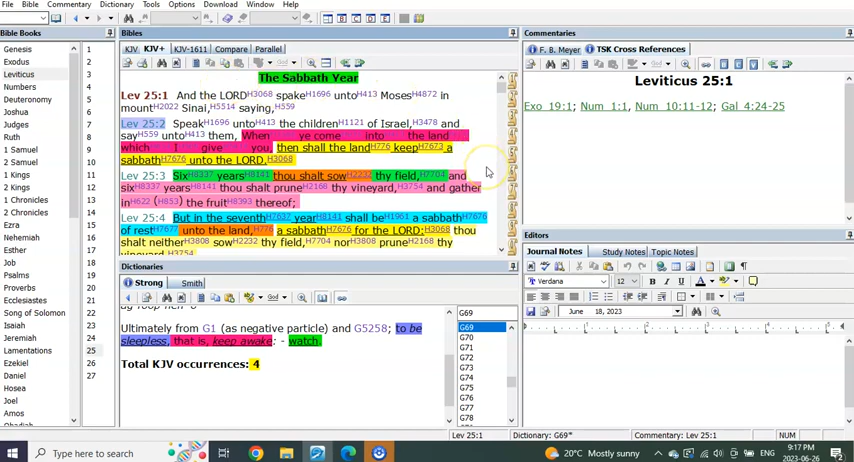 File Bible Commentary Dictionary Editor Tools Options Download Window Help
Bible Books
Genesis
Exodus
Leviticus
Numbers
Deuteronomy
Joshua
Judges
Ruth
1 Samuel
2 Samuel
1 Kings
2 Kings
1 Chronicles
2 Chronicles
Ezra
Nehemiah
Esther
Job
Psalms
Proverbs
Ecclesiastes
Song of Solomon
Isaiah
Jeremiah
Lamentations
Ezekiel
Daniel
Hosea
Joel
Amos
Obadiah
1
2
3
4
5
6
7
8
9
10
11
12
13
14
15
16
17
18
19
20
21
22
23
24
25
26
27
Bibles
KJV KJV+ KJV-1611 Compare Parallel
The Sabbath Year
Lev 25:1 And the LORD H3068 spake H1696 unto H413 Moses H4872 in
mount H2022 Sinai, H5514 saying, H559
Lev 25:2 Speak H1696 unto H413 the children H1121 of Israel, H3478 and
say H559 unto H413 them, When ye come into the land
which I give you, then shall the land H776 keep H7673 a
sabbath H7676 unto the LORD. H3068
Lev 25:3 Six H8337 years H8141 thou shalt sow H2232 thy field, H7704 and
six H8337 years H8141 thou shalt prune H2168 thy vineyard, H3754 and gather
in H622 (H853) the fruit H8393 thereof;
Lev 25:4 But in the seventh H7637 year H8141 shall be H1961 a sabbath H7676
of rest H7677 unto the land, H776 a sabbath H7676 for the LORD: H3068 thou
shalt neither H3808 sow H2232 thy field, H7704 nor H3808 prune H2168 thy
vineyard. H3754
Dictionaries
Strong Smith
Ultimately from G1 (as negative particle) and G5258; to be
sleepless, that is, keep awake: - watch.
Total KJV occurrences: 4
G69
G69
G70
G71
G72
G73
G74
G75
G76
G77
G78
Commentaries
F. B. Meyer TSK Cross References
Leviticus 25:1
Exo 19:1; Num 1:1, Num 10:11-12; Gal 4:24-25
Editors
Journal Notes Study Notes Topic Notes
Verdana 12 B I U A
June 18, 2023
1 2 3 4 5
Lev 25:1 Dictionary: G69* Commentary: Lev 25:1 NUM
Type here to search
20°C Mostly sunny
ENG
9:17 PM
2023-06-26
2